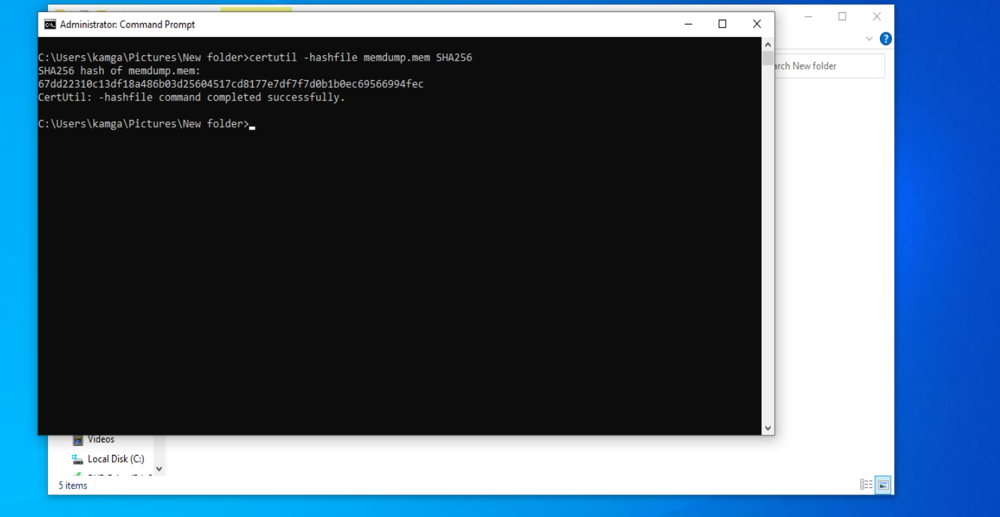 Administrator: Command Prompt
C:\Users\kamga\Pictures\New folder>certutil -hashfile memdump.mem SHA256
SHA256 hash of memdump.mem:
67dd22310c13df18a486b03d25604517cd8177e7df7f7d0b1b0ec69566994fec
CertUtil: -hashfile command completed successfully.
C:\Users\kamga\Pictures\New folder>
arch New folder
Videos
Local Disk (C:)
5 items